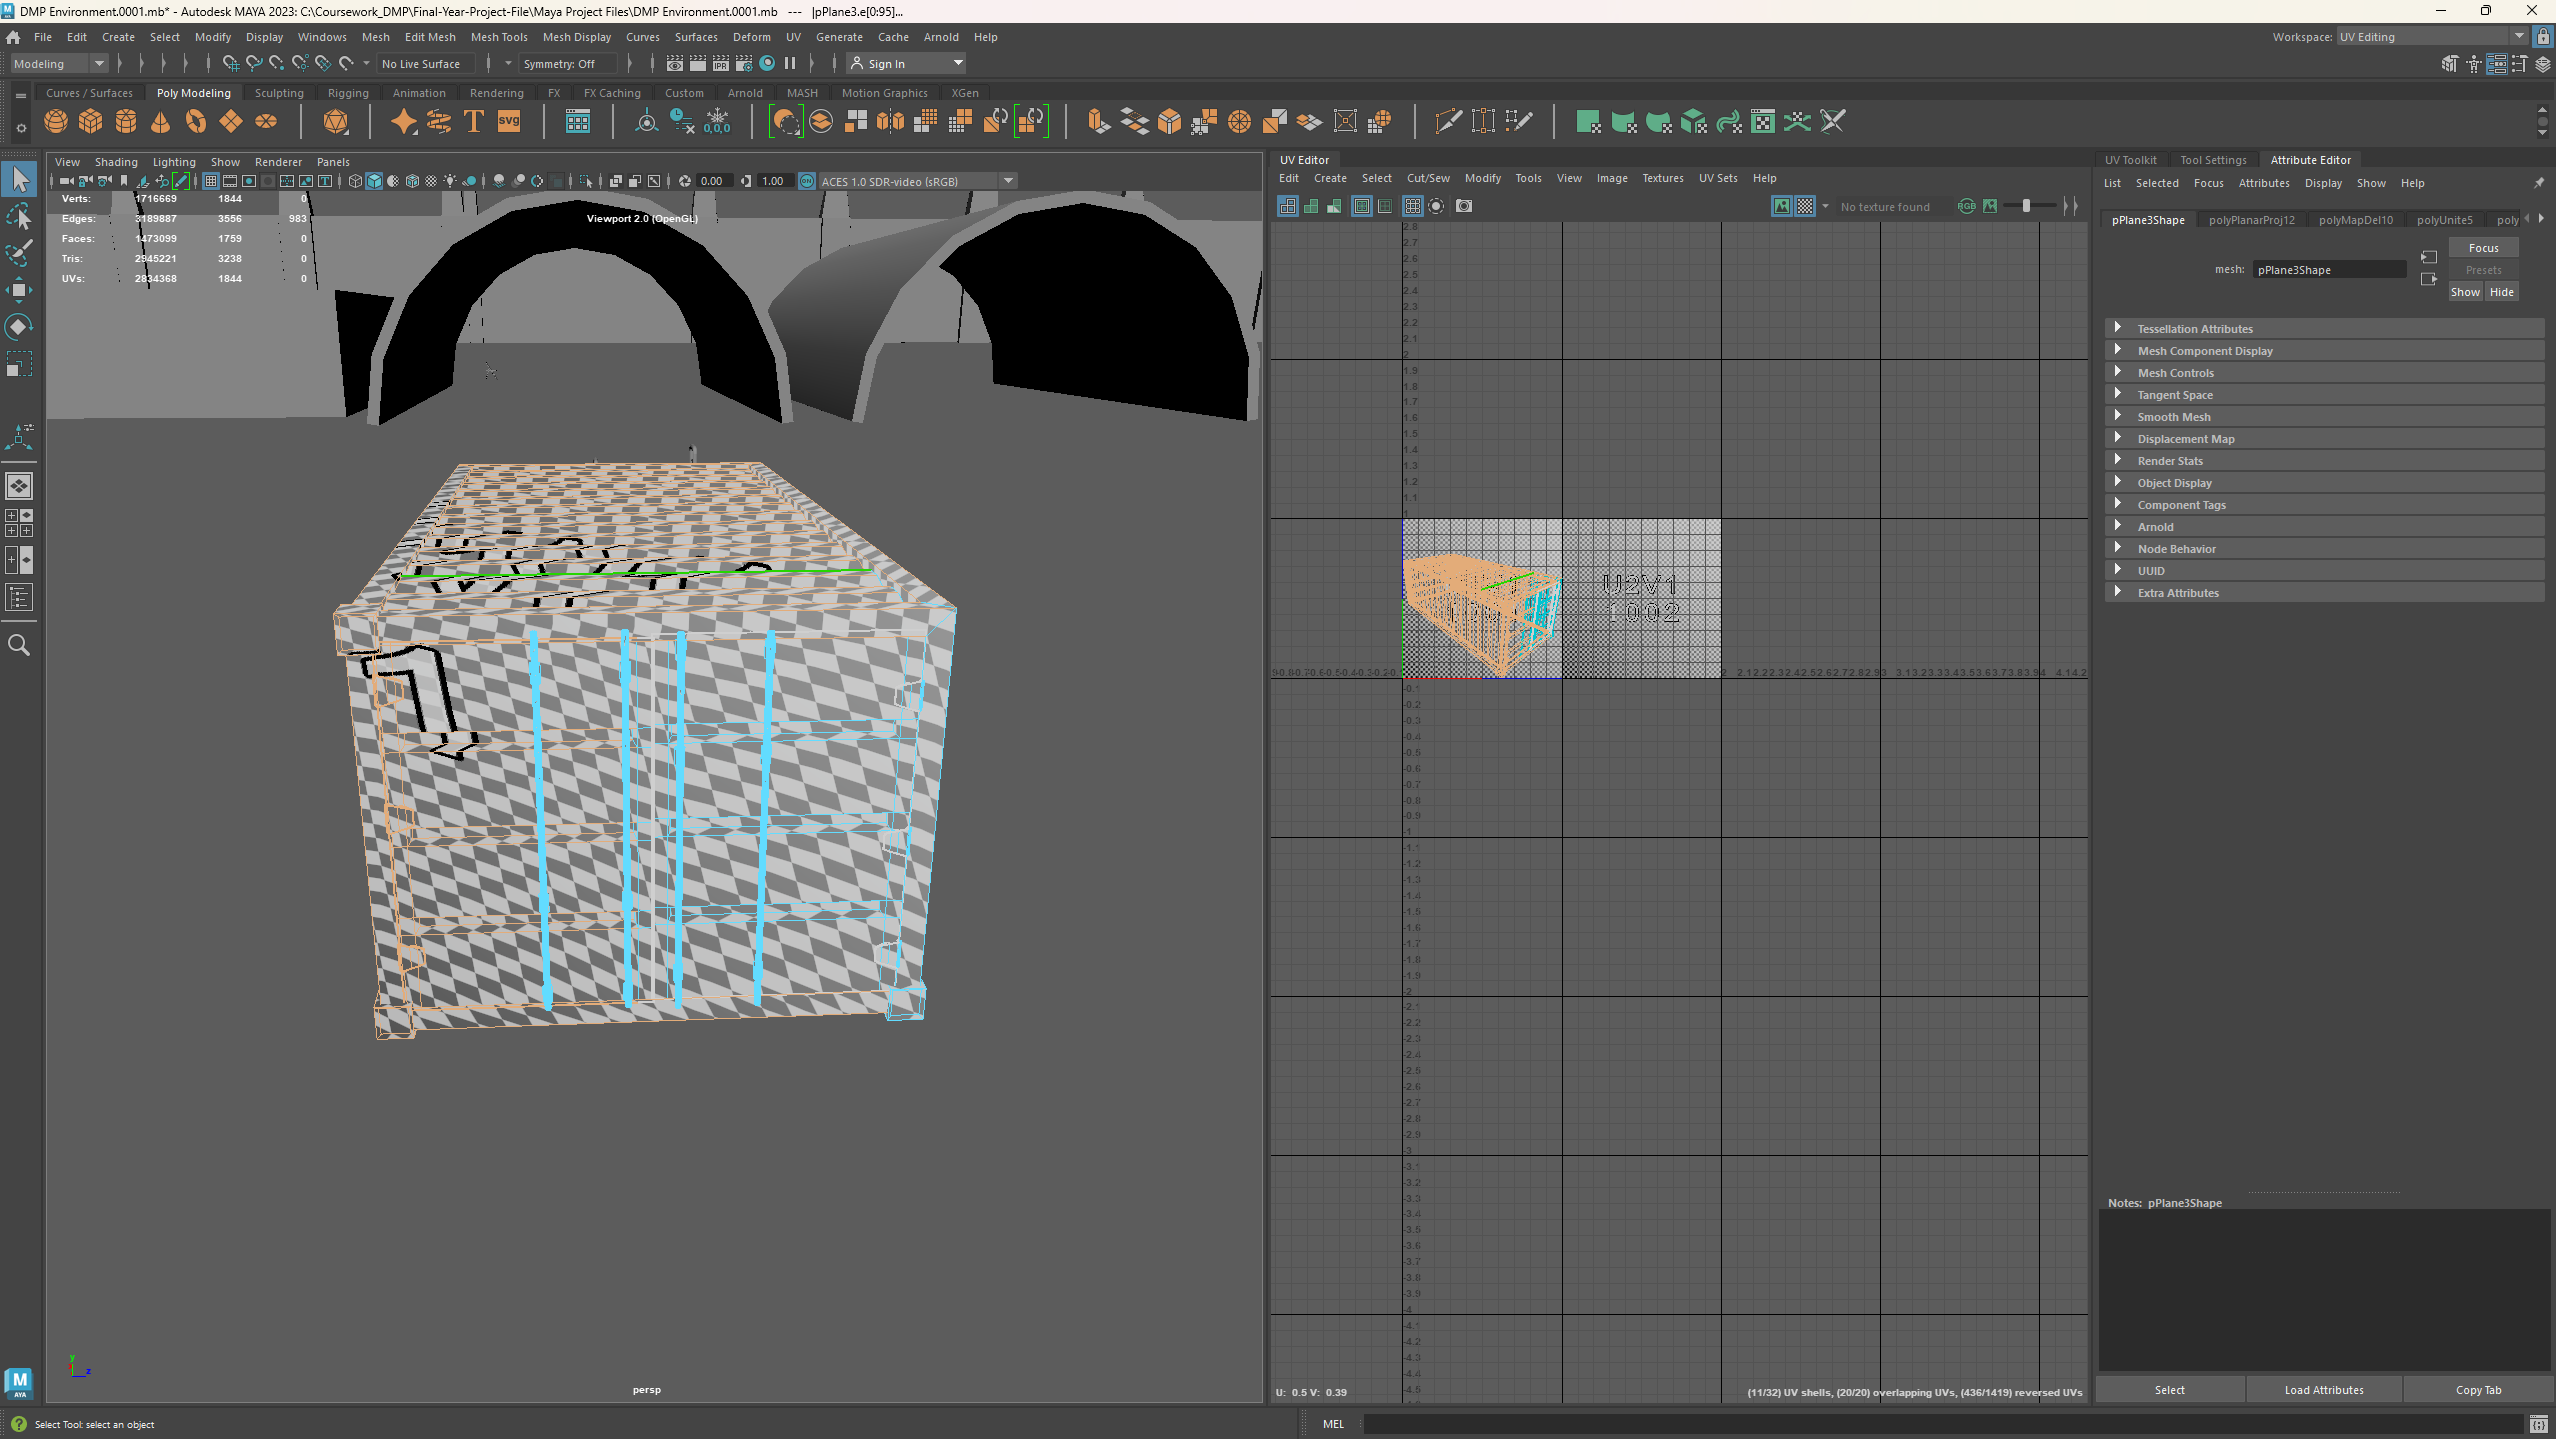 DMP Environment.0001.mb* - Autodesk MAYA 2023: C:\Coursework_DMP\Final-Year-Project-File\Maya Project Files\DMP Environment.0001.mb --- |pPlane3.e[0:95]...
File Edit Create Select Modify Display Windows Mesh Edit Mesh Mesh Tools Mesh Display Curves Surfaces Deform UV Generate Cache Arnold Help
Workspace: UV Editing
Modeling No Live Surface Symmetry: Off Sign In
Curves / Surfaces Poly Modeling Sculpting Rigging Animation Rendering FX FX Caching Custom Arnold MASH Motion Graphics XGen
View Shading Lighting Show Renderer Panels
0.00 1.00 ACES 1.0 SDR-video (sRGB)
Verts: 1716669 1844 0
Edges: 3189887 3556 983
Faces: 1473099 1759 0
Tris: 2945221 3238 0
UVs: 2834368 1844 0
Viewport 2.0 (OpenGL)
persp
UV Editor
Edit Create Select Cut/Sew Modify Tools View Image Textures UV Sets Help
No texture found
U2V1
1002
U: 0.5 V: 0.39
(11/32) UV shells, (20/20) overlapping UVs, (436/1419) reversed UVs
UV Toolkit Tool Settings Attribute Editor
List Selected Focus Attributes Display Show Help
pPlane3Shape polyPlanarProj12 polyMapDel10 polyUnite5 poly
Focus
mesh: pPlane3Shape
Presets
Show Hide
Tessellation Attributes
Mesh Component Display
Mesh Controls
Tangent Space
Smooth Mesh
Displacement Map
Render Stats
Object Display
Component Tags
Arnold
Node Behavior
UUID
Extra Attributes
Notes: pPlane3Shape
Select Load Attributes Copy Tab
Select Tool: select an object
MEL